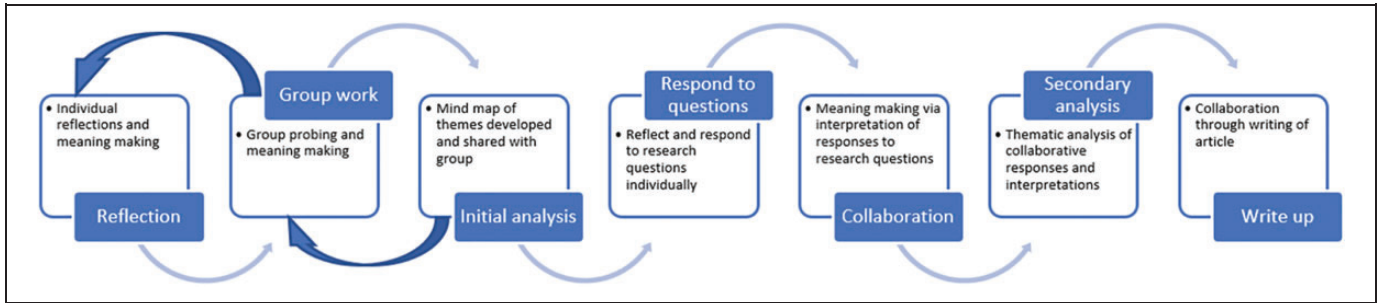 • Individual
reflections and
meaning making
Reflection
Group work
• Group probing and
meaning making
• Mind map of
themes developed
and shared with
group
Initial analysis
Respond to
questions
• Reflect and respond
to research
questions
individually
• Meaning making via
interpretation of
responses to
research questions
Collaboration
Secondary
analysis
• Thematic analysis of
collaborative
responses and
interpretations
• Collaboration
through writing of
article
Write up